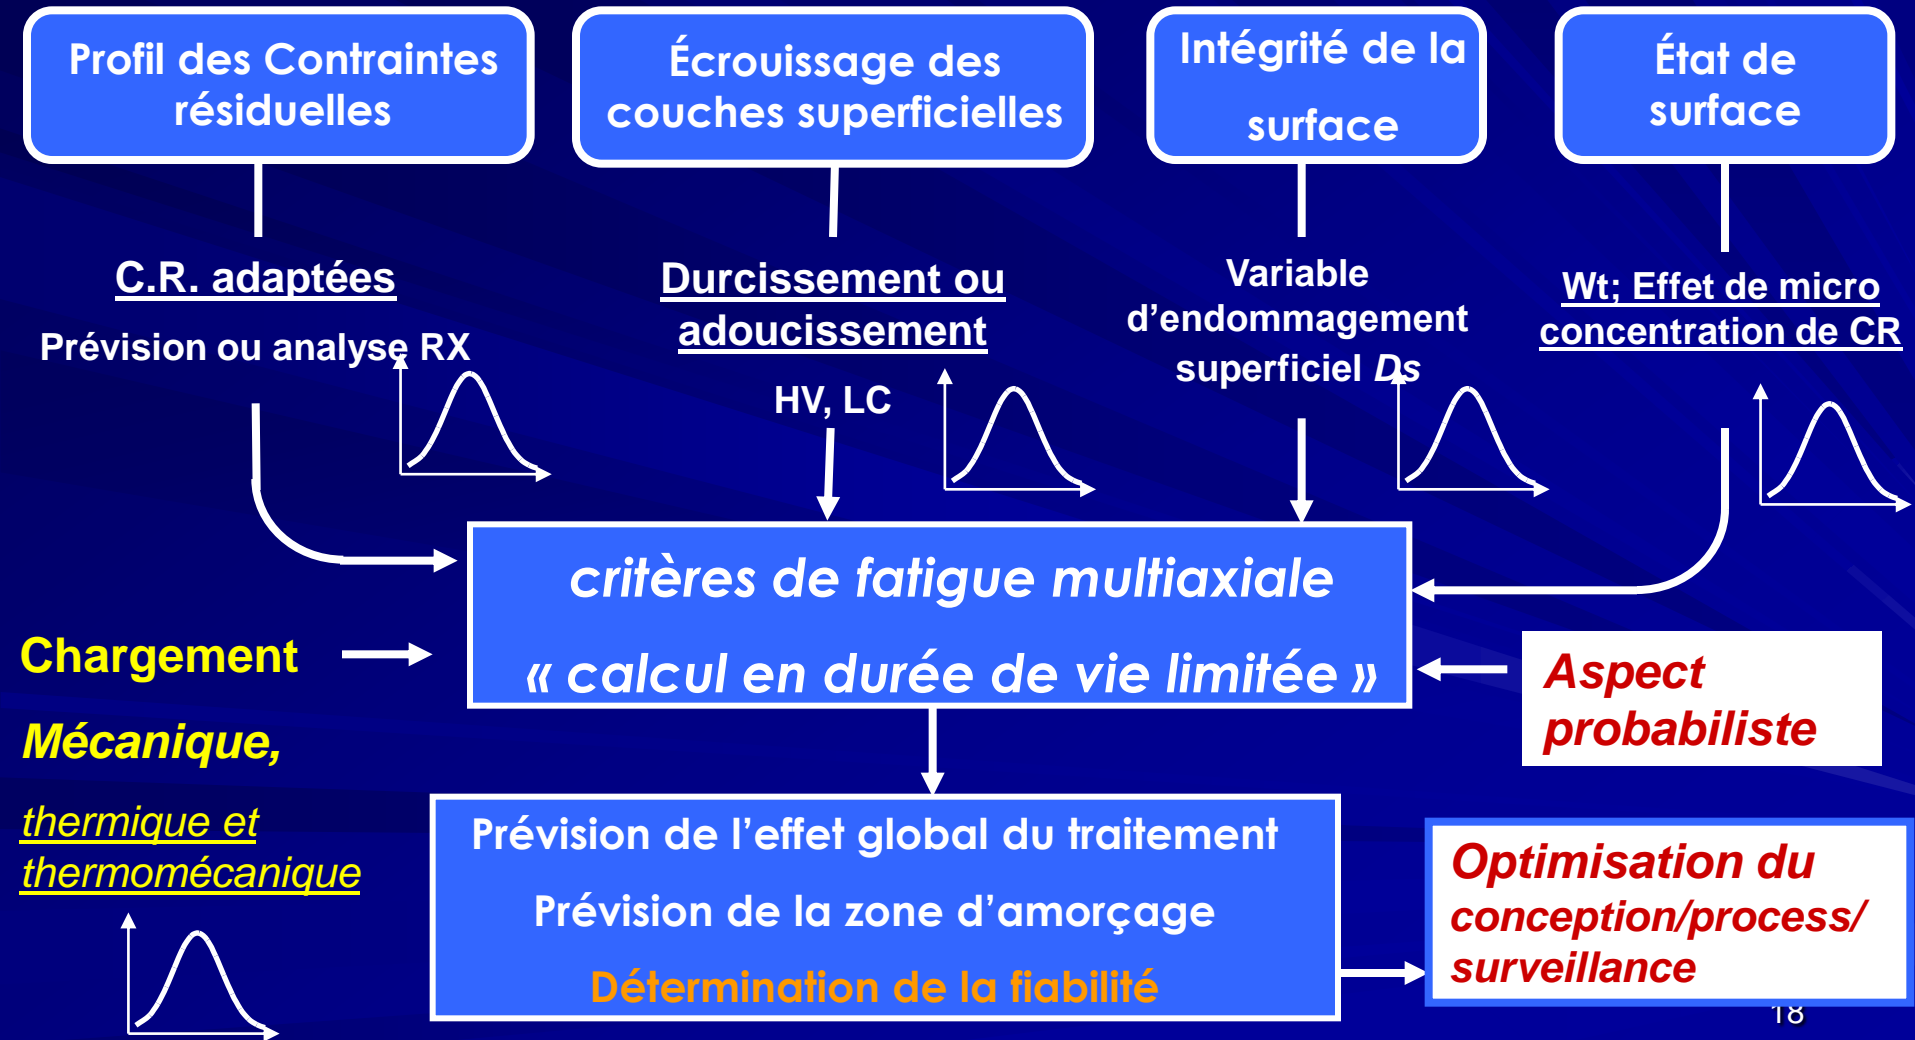 Profil des Contraintes
résiduelles
Écrouissage des
couches superficielles
Intégrité de la
surface
État de
surface
C.R. adaptées
Prévision ou analyse RX
Durcissement ou
adoucissement
HV, LC
Variable
d’endommagement
superficiel Ds
Wt; Effet de micro
concentration de CR
critères de fatigue multiaxiale
« calcul en durée de vie limitée »
Chargement
Mécanique,
thermique et
thermomécanique
Aspect
probabiliste
Prévision de l’effet global du traitement
Prévision de la zone d’amorçage
Détermination de la fiabilité
Optimisation du
conception/process/
surveillance
18